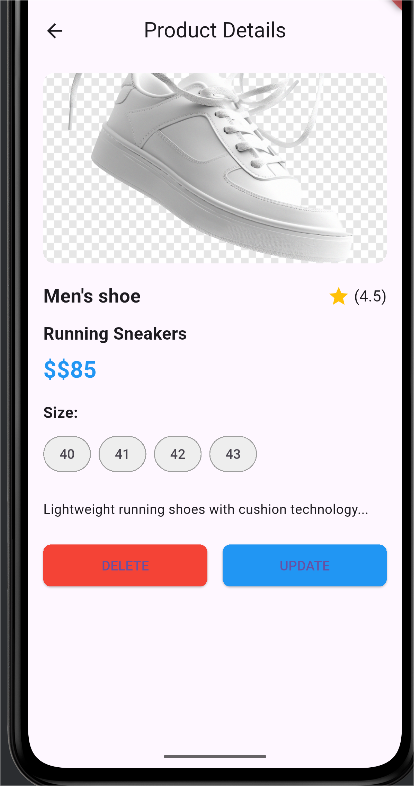 Product Details
Men's shoe
(4.5)
Running Sneakers
$$85
Size:
40 41 42 43
Lightweight running shoes with cushion technology...
DELETE UPDATE